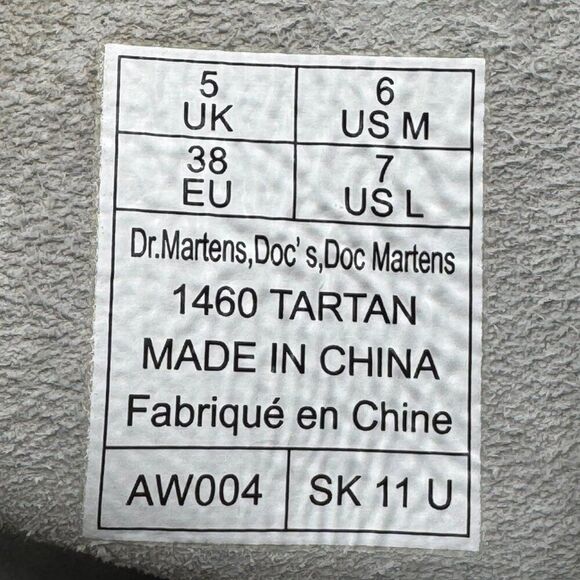 5 UK
6 US M
38 EU
7 US L
Dr.Martens,Doc's,Doc Martens
1460 TARTAN
MADE IN CHINA
Fabriqué en Chine
AW004
SK 11 U